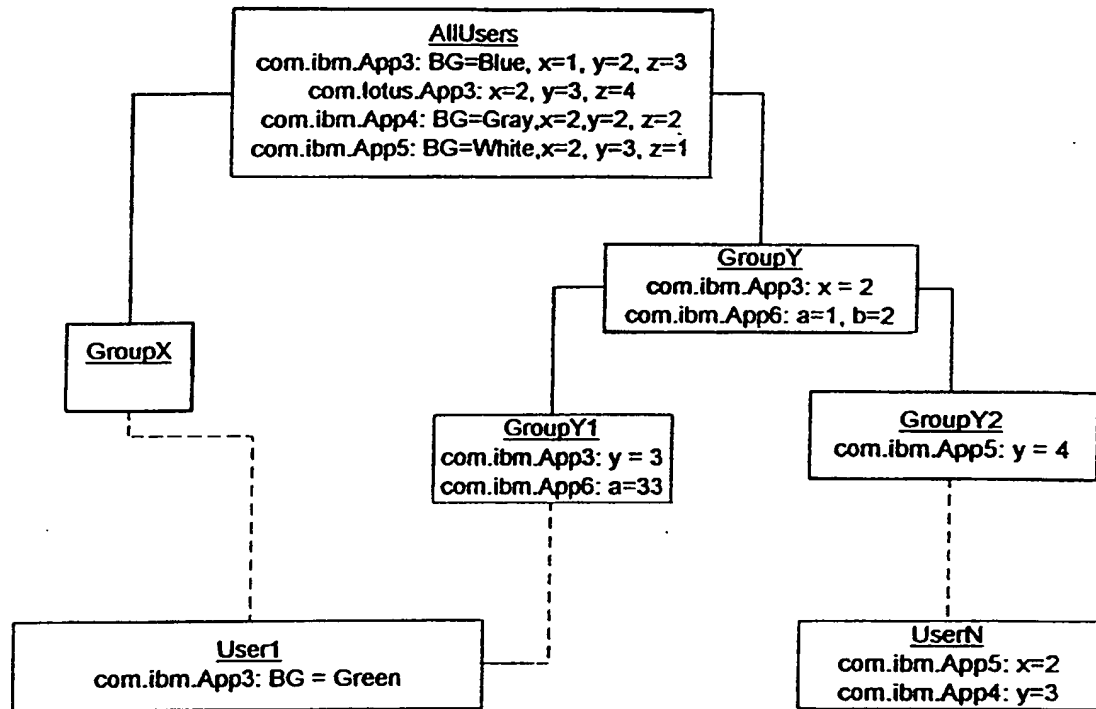 AllUsers
com.ibm.App3: BG=Blue, x=1, y=2, z=3
com.lotus.App3: x=2, y=3, z=4
com.ibm.App4: BG=Gray,x=2,y=2, z=2
com.ibm.App5: BG=White,x=2, y=3, z=1
GroupY
com.ibm.App3: x = 2
com.ibm.App6: a=1, b=2
GroupX
GroupY1
com.ibm.App3: y = 3
com.ibm.App6: a=33
GroupY2
com.ibm.App5: y = 4
User1
com.ibm.App3: BG = Green
UserN
com.ibm.App5: x=2
com.ibm.App4: y=3